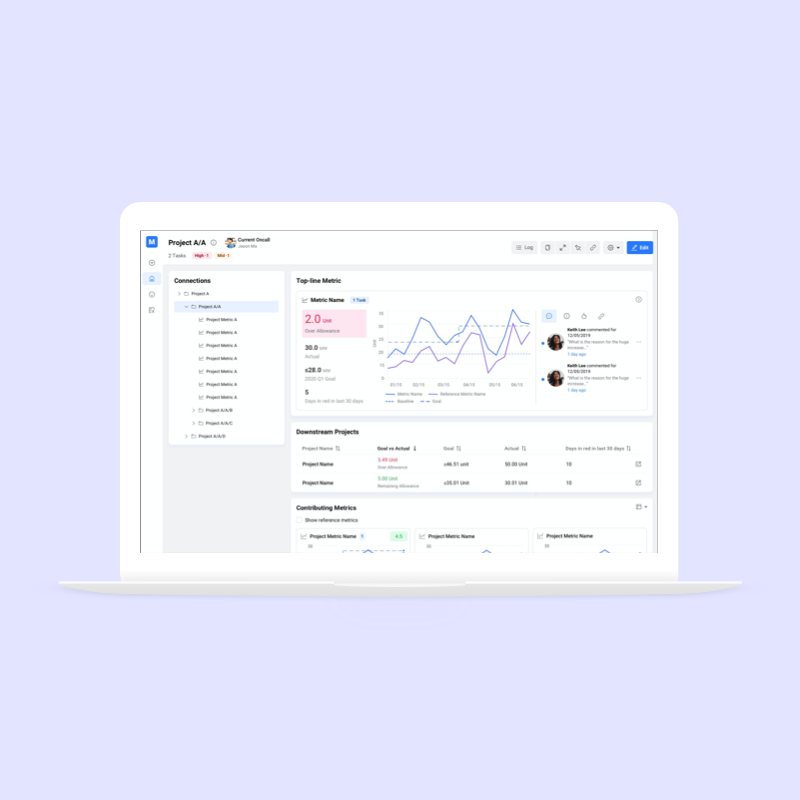 M
Project A/A
Current Oncall
Jason Ma
Log
Edit
2 Tasks
High · 1
Mid · 1
Connections
Project A
Project A/A
Project Metric A
Project Metric A
Project Metric A
Project Metric A
Project Metric A
Project Metric A
Project Metric A
Project A/A/B
Project A/A/C
Project A/A/D
Top-line Metric
Metric Name
1 Task
2.0 Unit
Over Allowance
30.0 Unit
Actual
≤28.0 Unit
2020 Q1 Goal
5
Days in red in last 30 days
Unit
01/15 02/15 03/15 04/15 05/15 06/15
Metric Name
Reference Metric Name
Baseline
Goal
Keith Lee commented for
12/05/2019
"What is the reason for the huge
increase..."
1 day ago
Keith Lee commented for
12/05/2019
"What is the reason for the huge
increase..."
1 day ago
Downstream Projects
Project Name Goal vs Actual Goal Actual Days in red in last 30 days
Project Name 3.49 Unit ≤46.51 unit 50.00 Unit 10
Over Allowance
Project Name 5.00 Unit ≤35.01 Unit 30.01 Unit 10
Remaining Allowance
Contributing Metrics
Show reference metrics
Project Metric Name
4.5
Project Metric Name
Project Metric Name
30
30
30